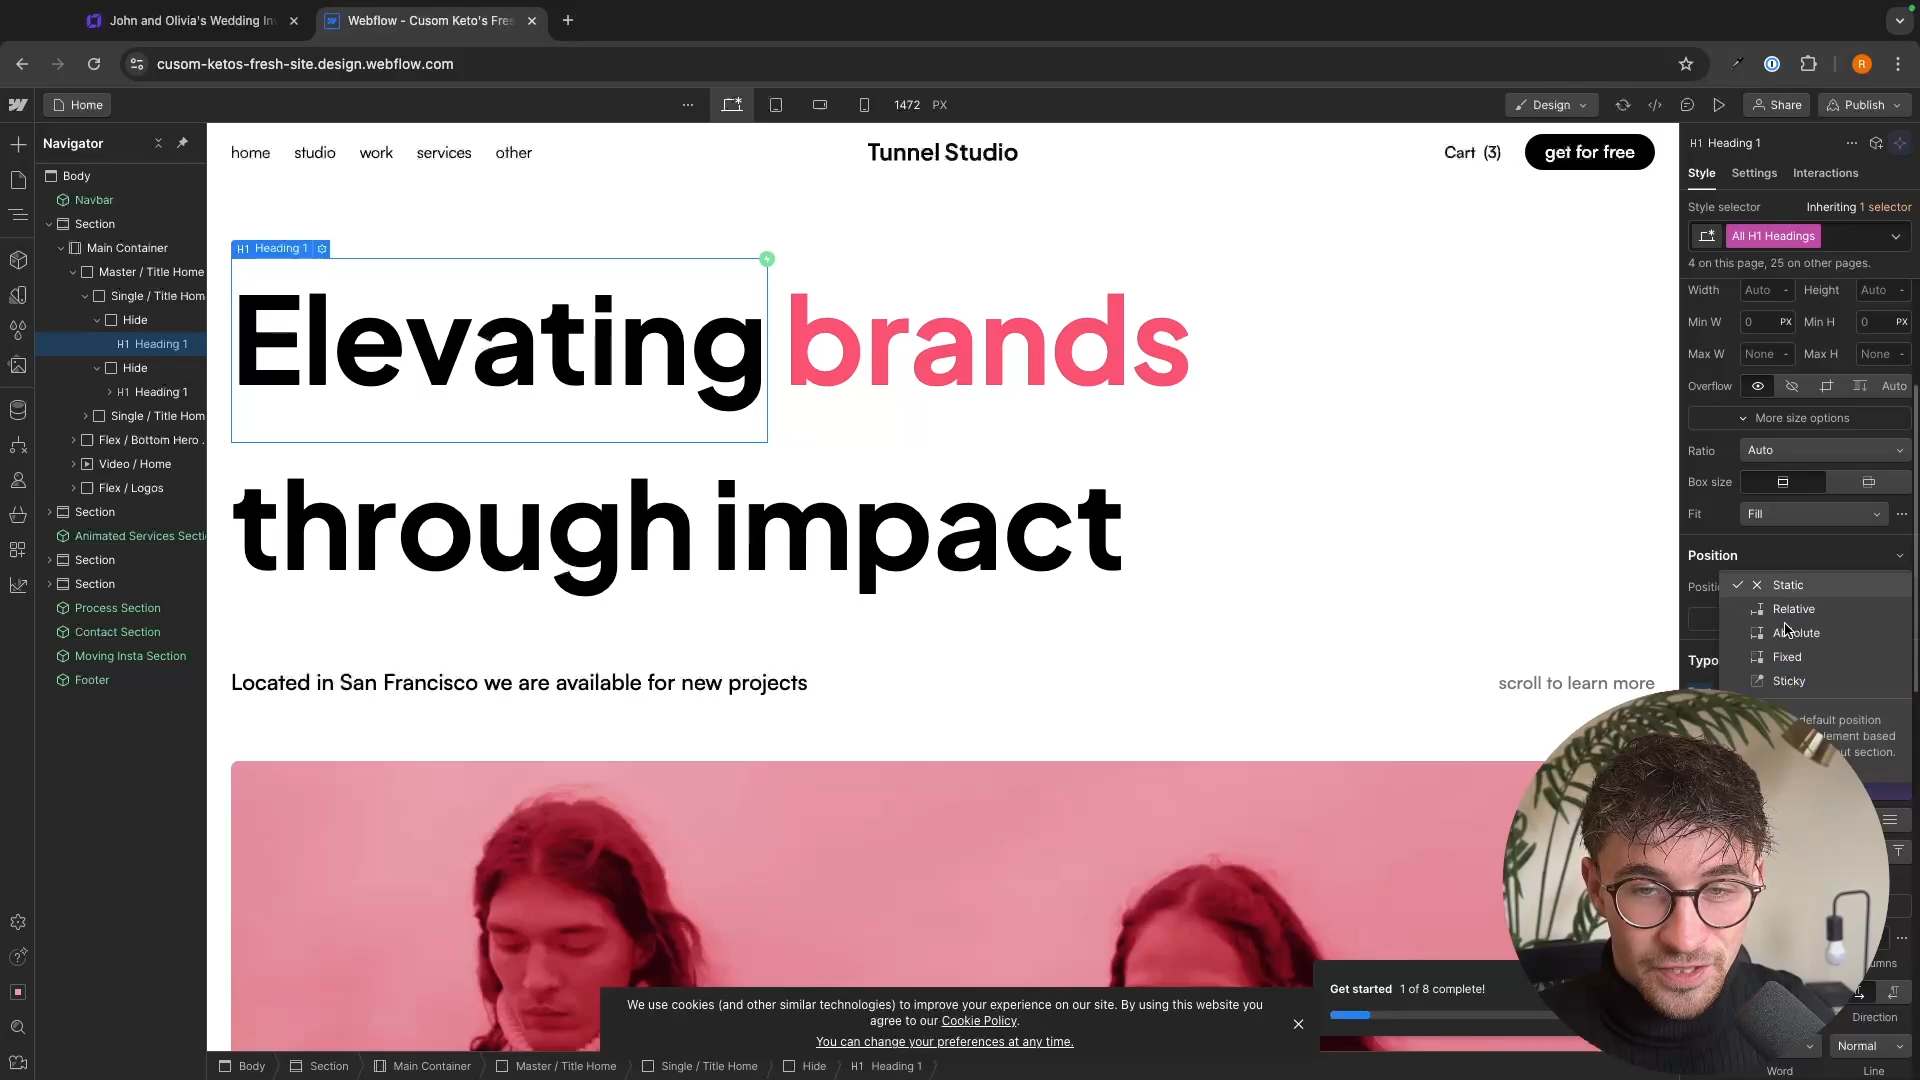 John and Olivia's Wedding In
Webflow - Cusom Keto's Fres
cusom-ketos-fresh-site.design.webflow.com
R
Home
1472 PX
Design
Share
Publish
Navigator
Body
Navbar
Section
Main Container
Master / Title Home
Single / Title Hom
Hide
H1 Heading 1
Hide
H1 Heading 1
Single / Title Hom
Flex / Bottom Hero .
Video / Home
Flex / Logos
Section
Animated Services Secti
Section
Section
Process Section
Contact Section
Moving Insta Section
Footer
home studio work services other
Tunnel Studio
Cart (3)
get for free
H1 Heading 1
Elevating brands
through impact
Located in San Francisco we are available for new projects
scroll to learn more
We use cookies (and other similar technologies) to improve your experience on our site. By using this website you
agree to our Cookie Policy.
You can change your preferences at any time.
Get started 1 of 8 complete!
Body Section Main Container Master / Title Home Single / Title Home Hide H1 Heading 1
H1 Heading 1
Style Settings Interactions
Style selector Inheriting 1 selector
All H1 Headings
4 on this page, 25 on other pages.
Width Auto - Height Auto -
Min W 0 PX Min H 0 PX
Max W None - Max H None -
Overflow Auto
More size options
Ratio Auto
Box size
Fit Fill
Position
Static
Relative
Absolute
Fixed
Sticky
default position
based
section.
Direction
Normal
Word Line